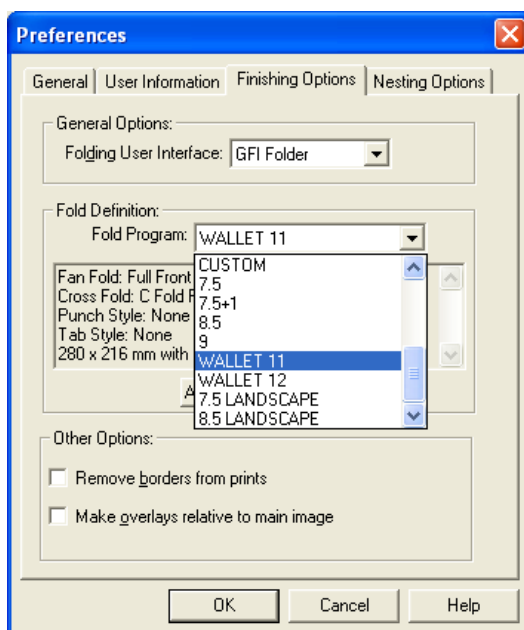 Preferences
General User Information Finishing Options Nesting Options
General Options:
Folding User Interface: GFI Folder
Fold Definition:
Fold Program: WALLET 11
CUSTOM
7.5
7.5+1
8.5
9
WALLET 11
WALLET 12
7.5 LANDSCAPE
8.5 LANDSCAPE
Fan Fold: Full Front
Cross Fold: C Fold
Punch Style: None
Tab Style: None
280 x 216 mm with
Other Options:
Remove borders from prints
Make overlays relative to main image
OK Cancel Help